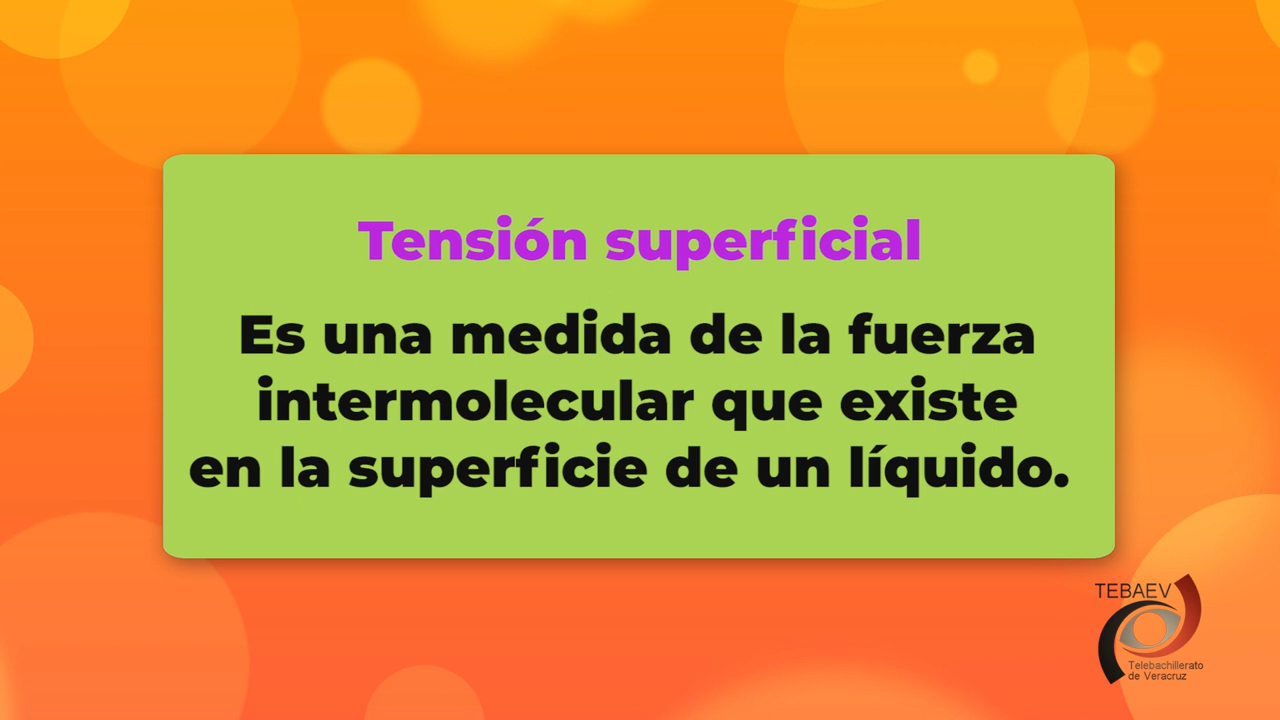 Tensión superficial
Es una medida de la fuerza
intermolecular que existe
en la superficie de un líquido.
TEBAEV
Telebachillerato
de Veracruz